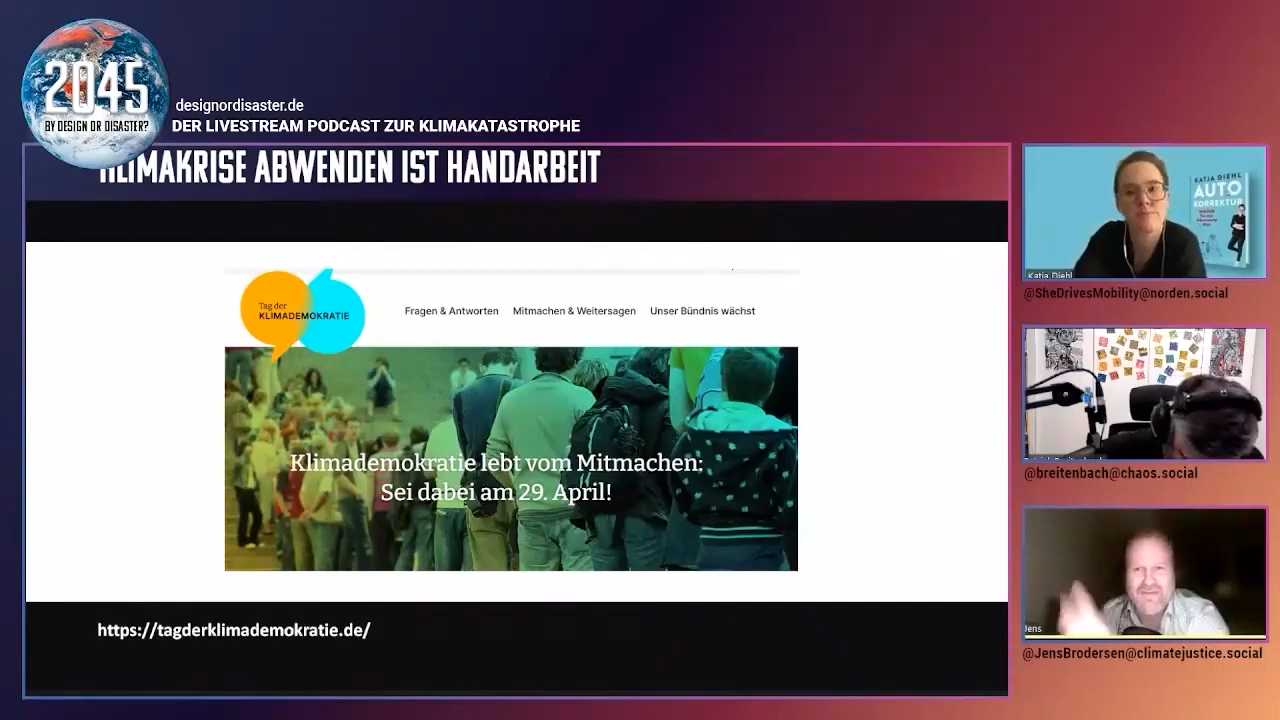 2045
BY DESIGN OR DISASTER?
designordisaster.de
DER LIVESTREAM PODCAST ZUR KLIMAKATASTROPHE
KLIMAKRISE ABWENDEN IST HANDARBEIT
Tag der
KLIMADEMOKRATIE
Fragen & Antworten
Mitmachen & Weitersagen
Unser Bündnis wächst
Klimademokratie lebt vom Mitmachen:
Sei dabei am 29. April!
https://tagderklimademokratie.de/
KATJA DIEHL
AUTO
KORREKTUR
Katja Diehl
@SheDrivesMobility@norden.social
@breitenbach@chaos.social
Jens
@JensBrodersen@climatejustice.social